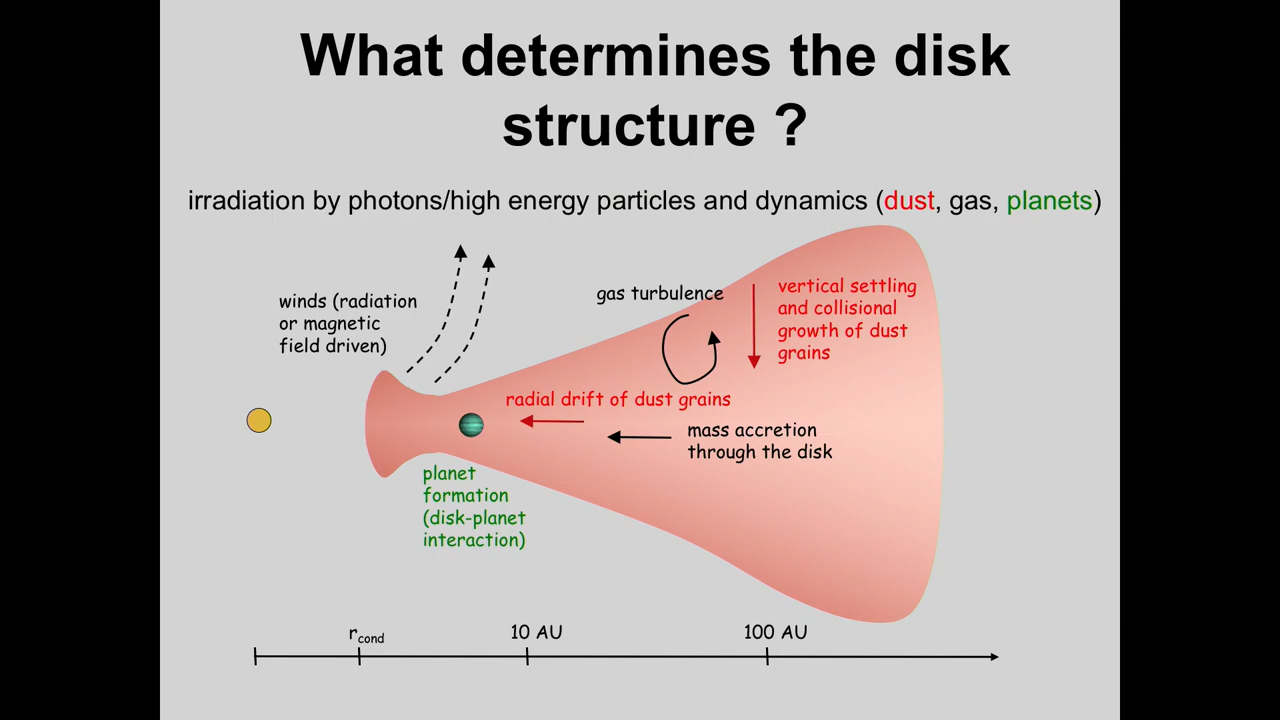 What determines the disk
structure ?
irradiation by photons/high energy particles and dynamics (dust, gas, planets)
winds (radiation
or magnetic
field driven)
gas turbulence
vertical settling
and collisional
growth of dust
grains
radial drift of dust grains
mass accretion
through the disk
planet
formation
(disk-planet
interaction)
rcond
10 AU
100 AU